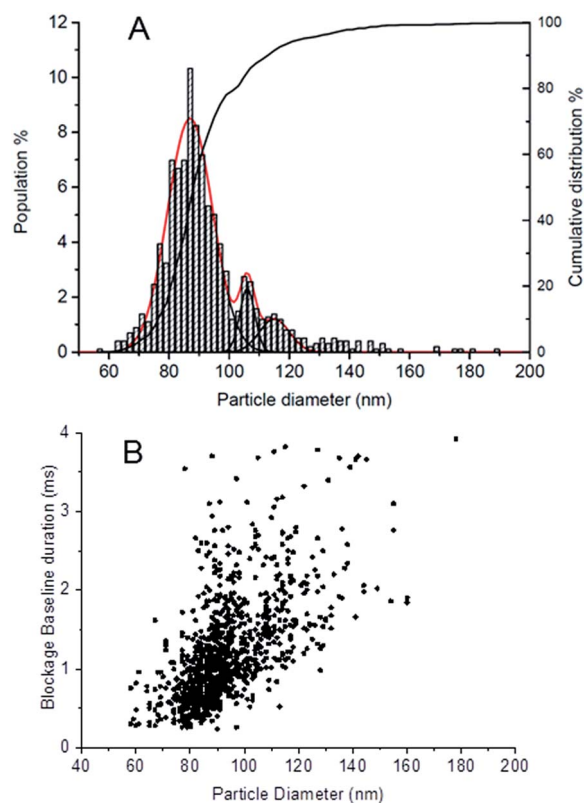 A
12
10
8
6
4
2
0
Population %
100
80
60
40
20
0
Cumulative distribution %
60 80 100 120 140 160 180 200
Particle diameter (nm)
B
4
3
2
1
0
Blockage Baseline duration (ms)
40 60 80 100 120 140 160 180 200
Particle Diameter (nm)